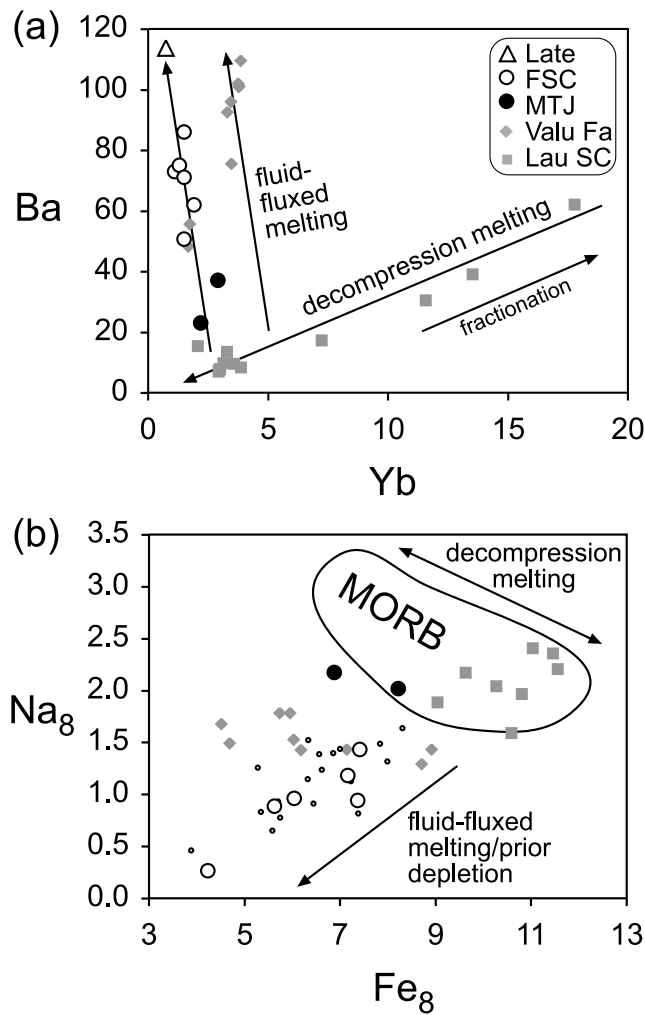 (a)
120
100
80
60
40
20
0
Ba
Late
FSC
MTJ
Valu Fa
Lau SC
fluid-
fluxed
melting
decompression melting
fractionation
0 5 10 15 20
Yb
(b)
3.5
3.0
2.5
2.0
1.5
1.0
0.5
0.0
Na8
decompression
melting
MORB
fluid-fluxed
melting/prior
depletion
3 5 7 9 11 13
Fe8